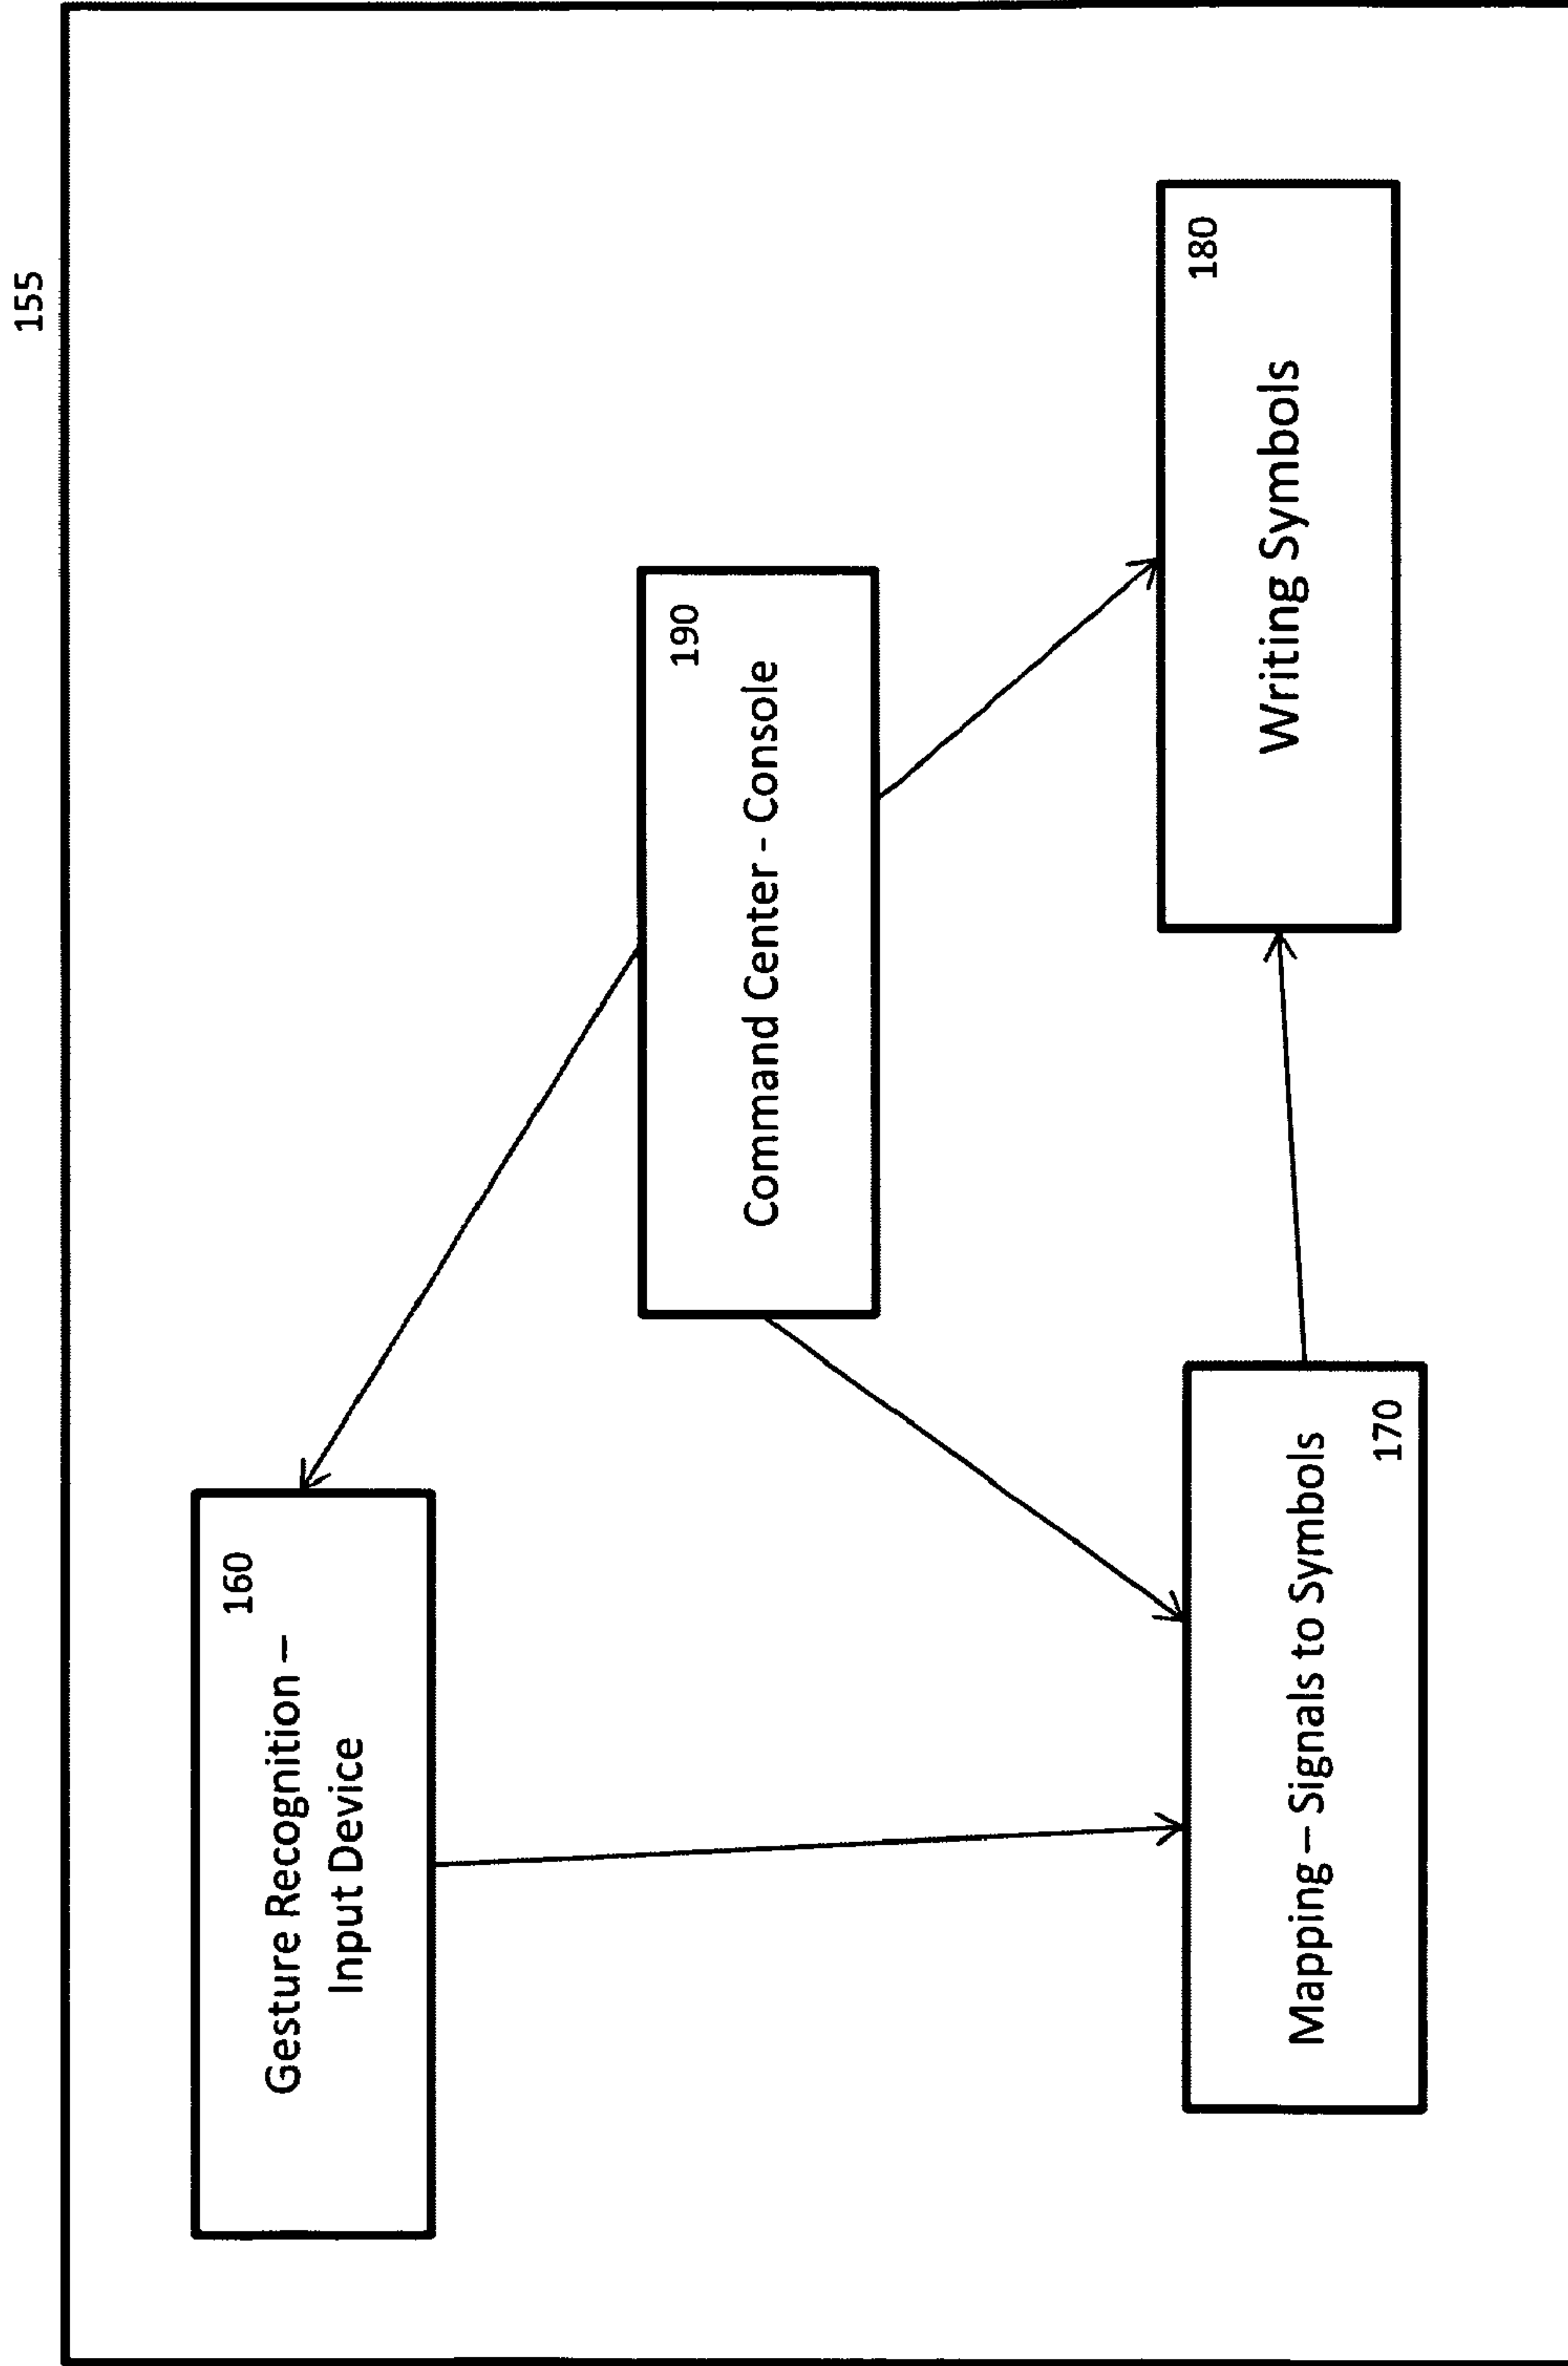 155
160
Gesture Recognition –
Input Device
190
Command Center - Console
Mapping – Signals to Symbols
170
180
Writing Symbols